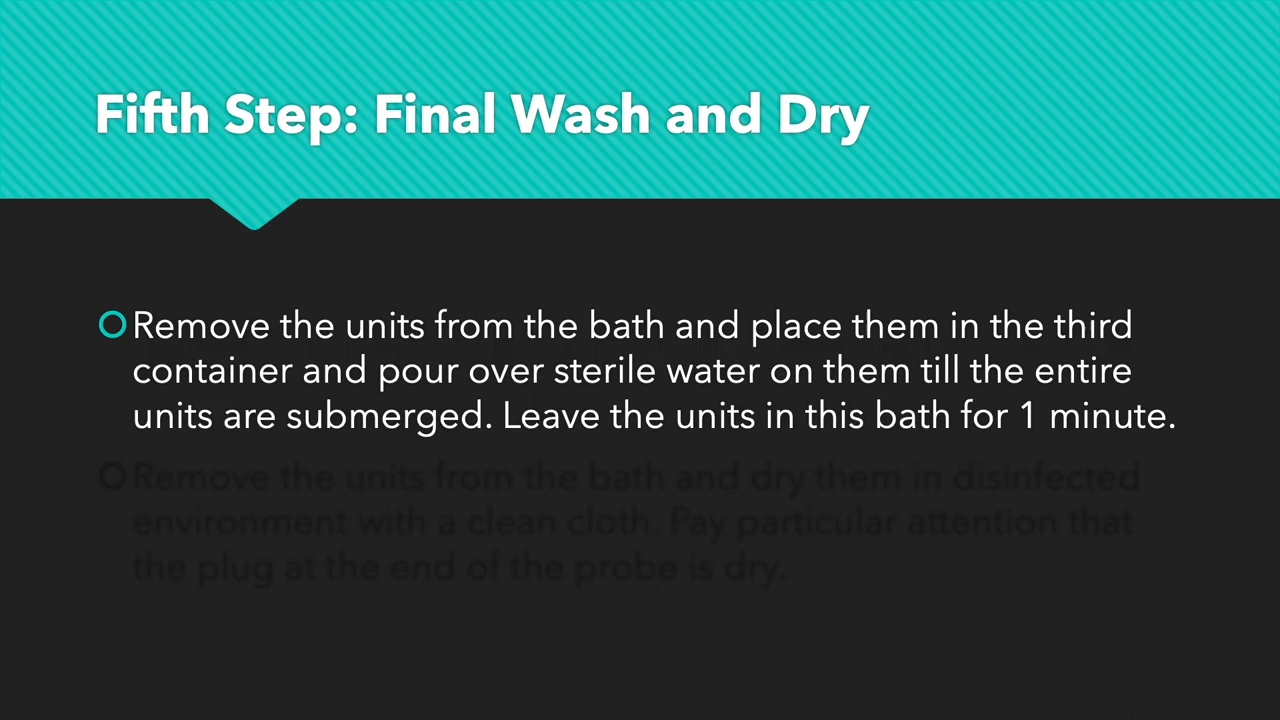 Fifth Step: Final Wash and Dry
Remove the units from the bath and place them in the third
container and pour over sterile water on them till the entire
units are submerged. Leave the units in this bath for 1 minute.
Remove the units from the bath and dry them in disinfected
environment with a clean cloth. Pay particular attention that
the plug at the end of the probe is dry.